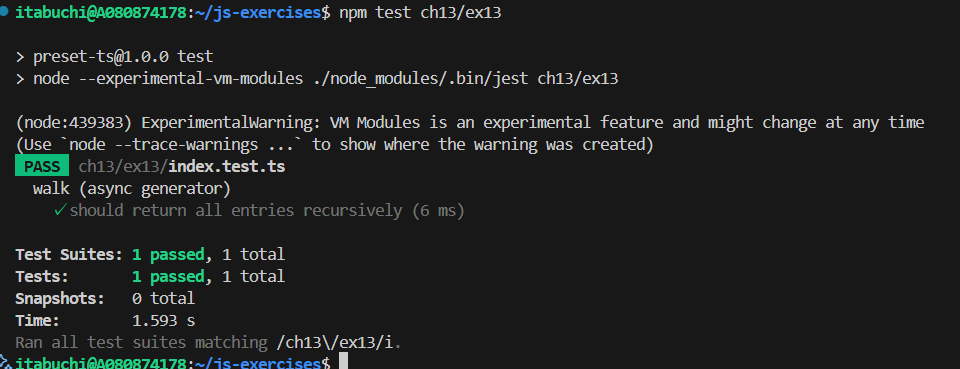 itabuchi@A080874178:~/js-exercises$ npm test ch13/ex13
> preset-ts@1.0.0 test
> node --experimental-vm-modules ./node_modules/.bin/jest ch13/ex13
(node:439383) ExperimentalWarning: VM Modules is an experimental feature and might change at any time
(Use `node --trace-warnings ...` to show where the warning was created)
PASS ch13/ex13/index.test.ts
walk (async generator)
✓ should return all entries recursively (6 ms)
Test Suites: 1 passed, 1 total
Tests: 1 passed, 1 total
Snapshots: 0 total
Time: 1.593 s
Ran all test suites matching /ch13\/ex13/i.
itabuchi@A080874178:~/js-exercises$